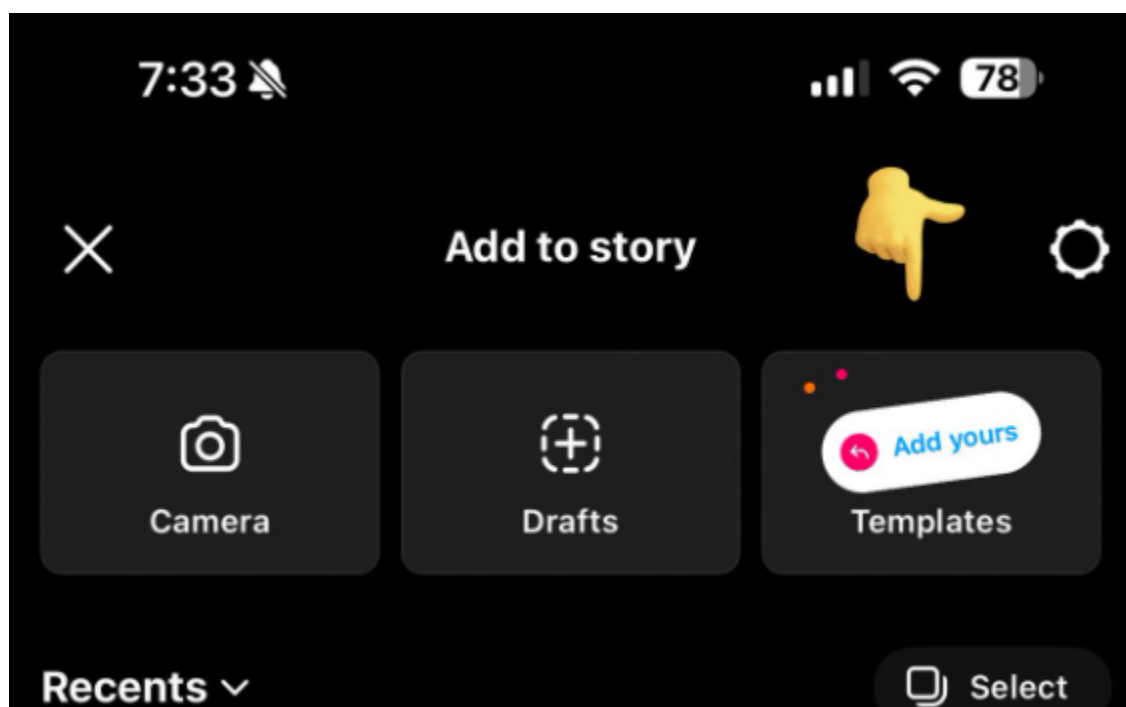 7:33 78
Add to story
Add yours
Camera Drafts Templates
Recents Select